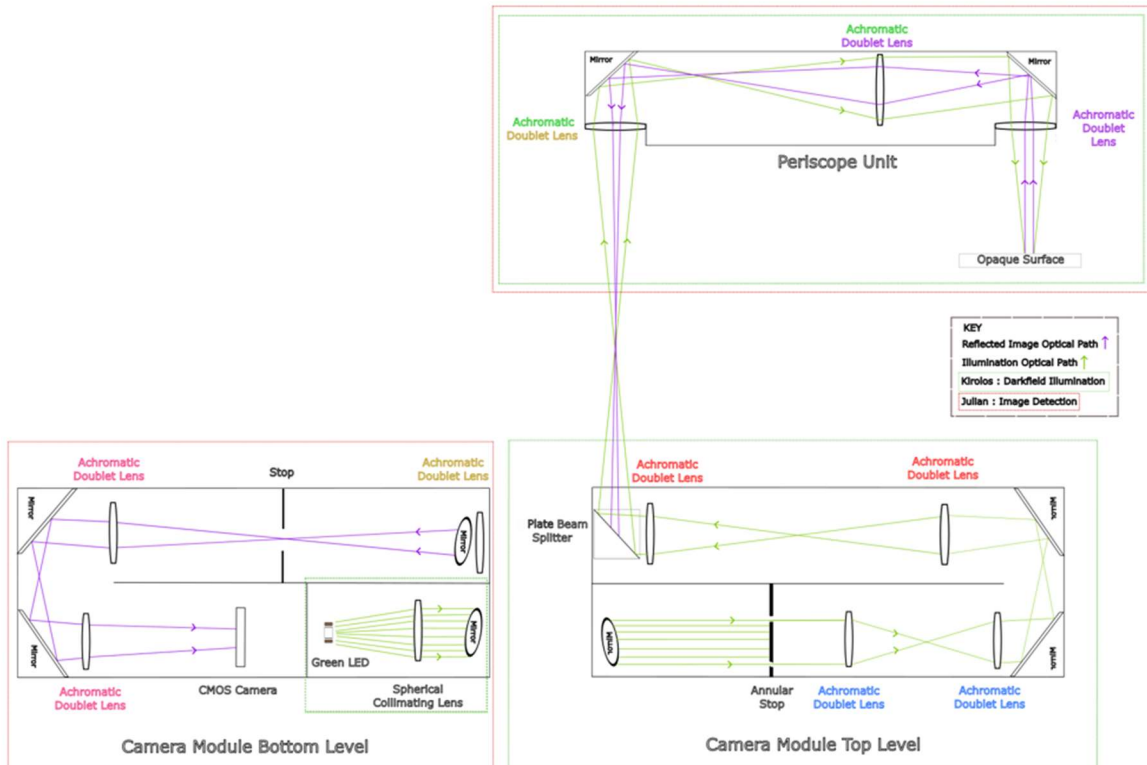 Achromatic
Doublet Lens
Mirror
Mirror
Achromatic
Doublet Lens
Achromatic
Doublet
Lens
Periscope Unit
Opaque Surface
KEY
Reflected Image Optical Path ↑
Illumination Optical Path ↑
Kirolos : Darkfield Illumination
Julian : Image Detection
Achromatic
Doublet Lens
Stop
Achromatic
Doublet Lens
Mirror
Mirror
Mirror
Green LED
Mirror
CMOS Camera
Spherical
Collimating Lens
Achromatic
Doublet Lens
Camera Module Bottom Level
Achromatic
Doublet Lens
Achromatic
Doublet Lens
Plate Beam
Splitter
Mirror
Mirror
Mirror
Annular
Stop
Achromatic
Doublet Lens
Achromatic
Doublet Lens
Camera Module Top Level